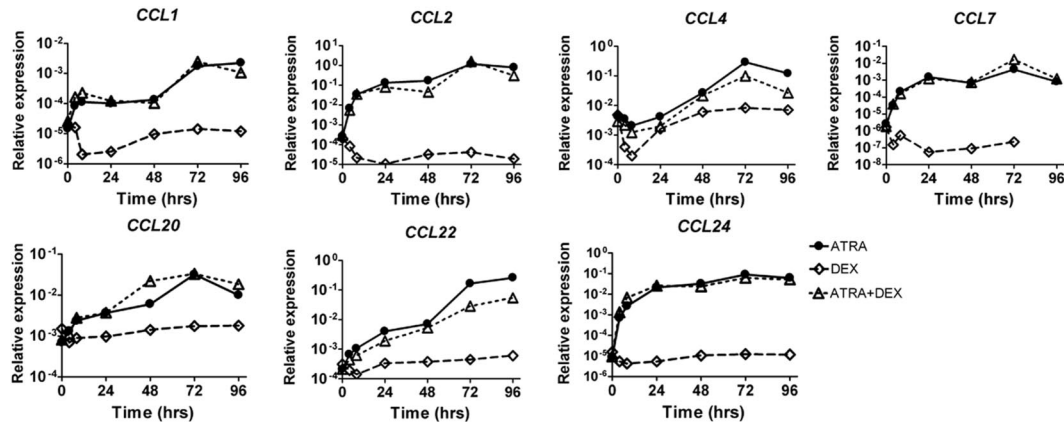 CCL1
Relative expression
10⁻²
10⁻³
10⁻⁴
10⁻⁵
10⁻⁶
0 24 48 72 96
Time (hrs)
CCL2
Relative expression
10¹
10⁰
10⁻¹
10⁻²
10⁻³
10⁻⁴
10⁻⁵
0 24 48 72 96
Time (hrs)
CCL4
Relative expression
10⁰
10⁻¹
10⁻²
10⁻³
10⁻⁴
0 24 48 72 96
Time (hrs)
CCL7
Relative expression
10⁻¹
10⁻²
10⁻³
10⁻⁴
10⁻⁵
10⁻⁶
10⁻⁷
10⁻⁸
0 24 48 72 96
Time (hrs)
CCL20
Relative expression
10⁻¹
10⁻²
10⁻³
10⁻⁴
0 24 48 72 96
Time (hrs)
CCL22
Relative expression
10⁰
10⁻¹
10⁻²
10⁻³
10⁻⁴
0 24 48 72 96
Time (hrs)
CCL24
Relative expression
10⁰
10⁻¹
10⁻²
10⁻³
10⁻⁴
10⁻⁵
10⁻⁶
0 24 48 72 96
Time (hrs)
ATRA
DEX
ATRA+DEX